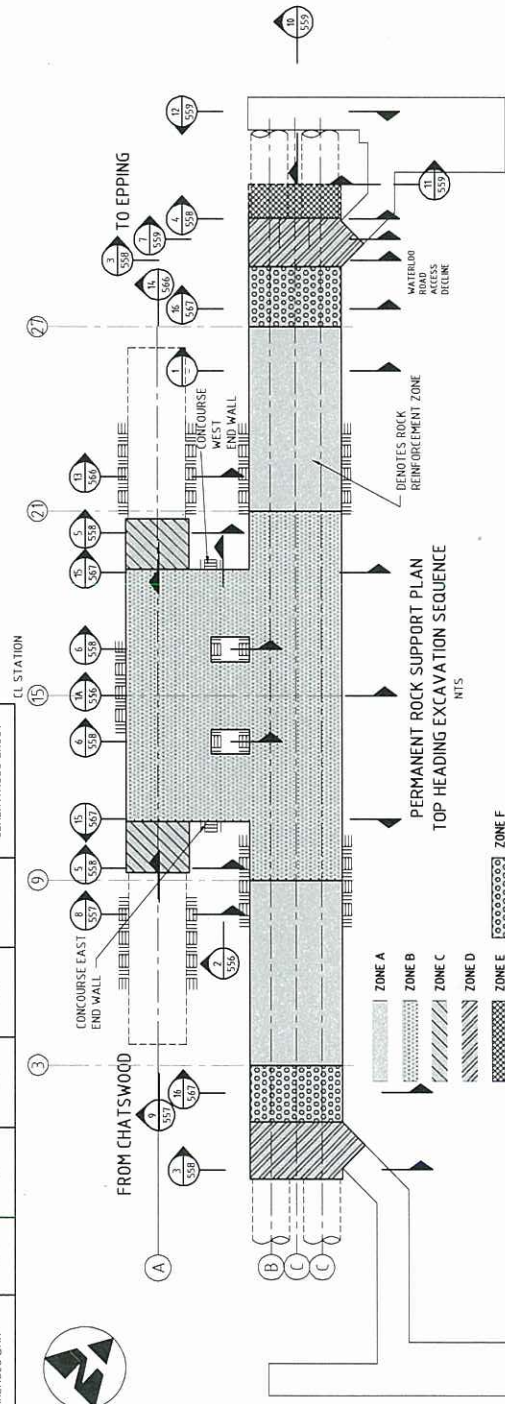 CL STATION
3
9
15
21
27
FROM CHATSWOOD
TO EPPING
CONCOURSE EAST
END WALL
CONCOURSE
WEST
END WALL
3
558
9
557
16
567
8
557
5
558
15
567
2
556
6
558
1A
556
6
558
15
567
5
558
13
566
1
16
567
14
566
3
558
7
559
4
558
12
559
10
559
11
559
A
B
C
C
WATERLOO
ROAD
ACCESS
DECLINE
DENOTES ROCK
REINFORCEMENT ZONE
PERMANENT ROCK SUPPORT PLAN
TOP HEADING EXCAVATION SEQUENCE
NTS
ZONE A
ZONE B
ZONE C
ZONE D
ZONE E
ZONE F